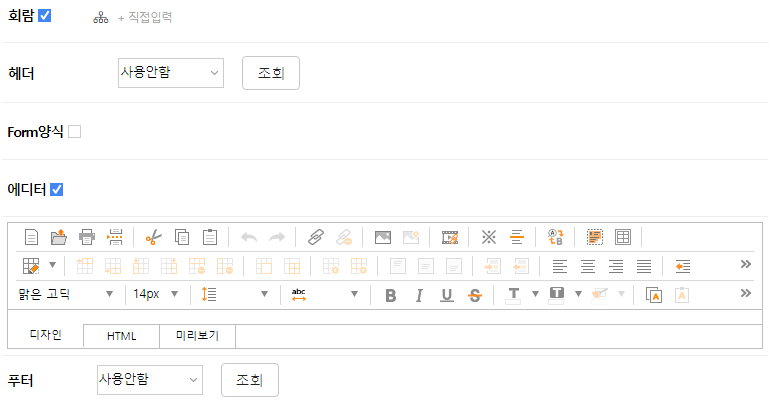 회람 + 직접입력
헤더 사용안함 조회
Form양식
에디터
맑은 고딕 14px abc B I U S T T A
디자인 HTML 미리보기
푸터 사용안함 조회